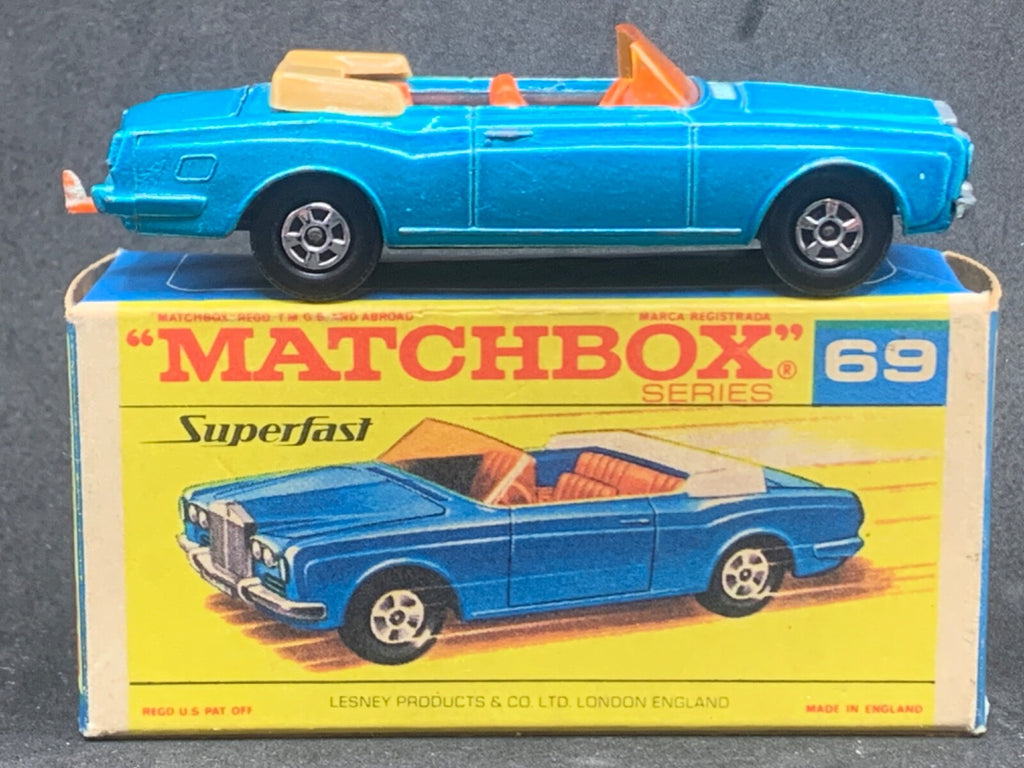 "MATCHBOX" REGD. T.M. G.B. AND ABROAD MARCA REGISTRADA
"MATCHBOX"®
SERIES
69
Superfast
REGD U.S PAT OFF LESNEY PRODUCTS & CO. LTD. LONDON ENGLAND MADE IN ENGLAND